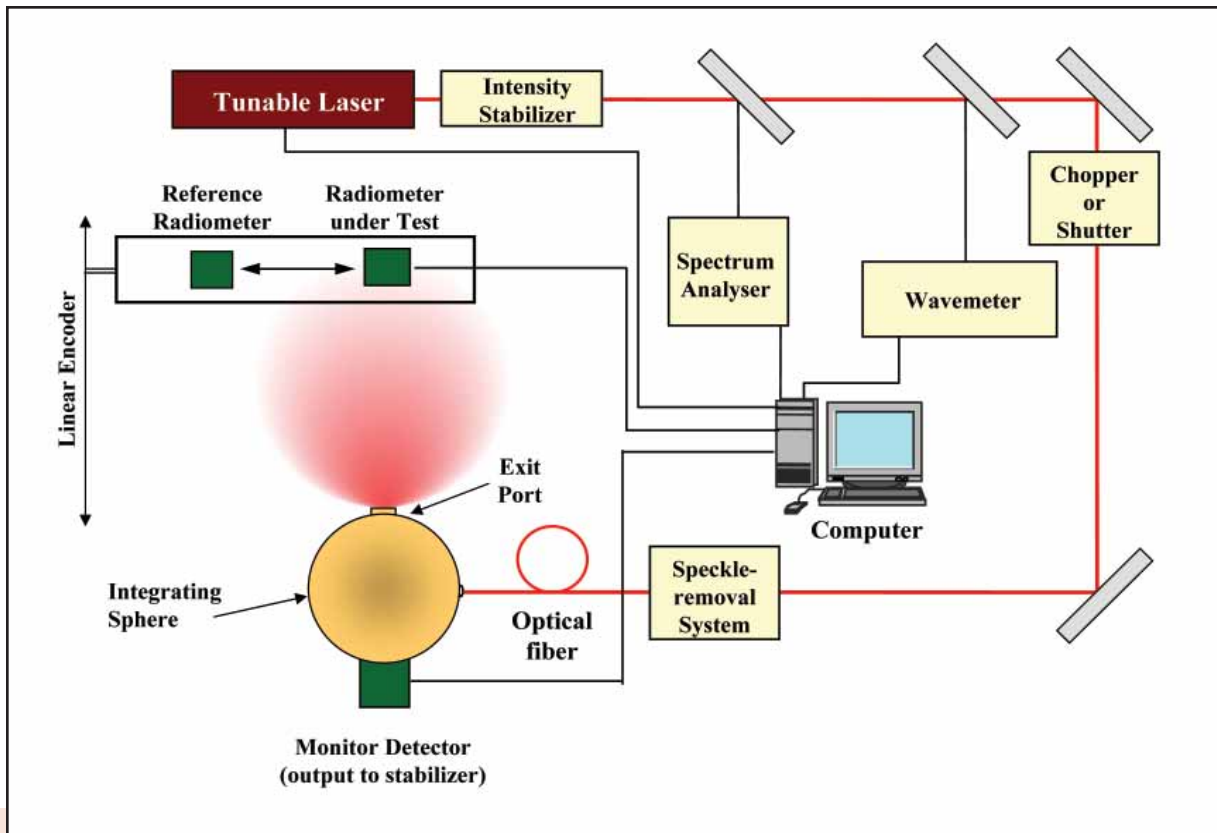 Tunable Laser
Intensity
Stabilizer
Chopper
or
Shutter
Reference
Radiometer
Radiometer
under Test
Spectrum
Analyser
Wavemeter
Linear Encoder
Exit
Port
Computer
Integrating
Sphere
Optical
fiber
Speckle-
removal
System
Monitor Detector
(output to stabilizer)